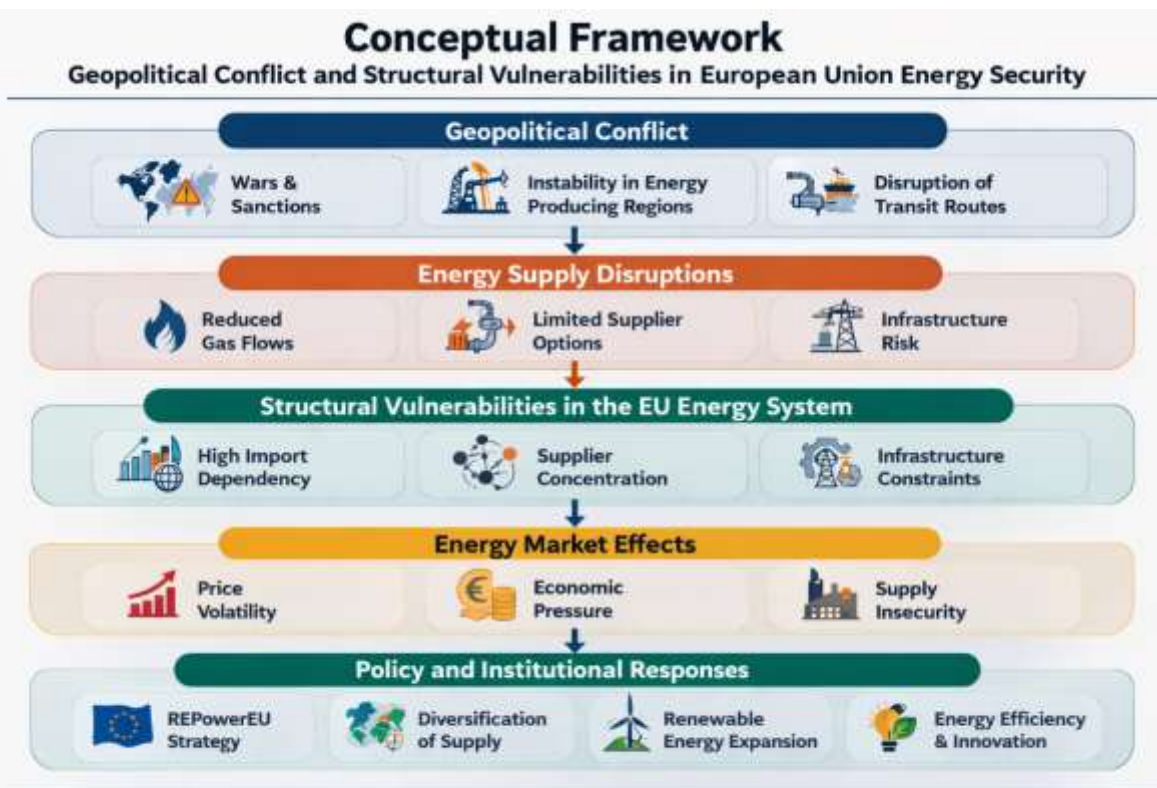 Conceptual Framework
Geopolitical Conflict and Structural Vulnerabilities in European Union Energy Security
Geopolitical Conflict
Wars &
Sanctions
Instability in Energy
Producing Regions
Disruption of
Transit Routes
Energy Supply Disruptions
Reduced
Gas Flows
Limited Supplier
Options
Infrastructure
Risk
Structural Vulnerabilities in the EU Energy System
High Import
Dependency
Supplier
Concentration
Infrastructure
Constraints
Energy Market Effects
Price
Volatility
Economic
Pressure
Supply
Insecurity
Policy and Institutional Responses
REPowerEU
Strategy
Diversification
of Supply
Renewable
Energy Expansion
Energy Efficiency
& Innovation